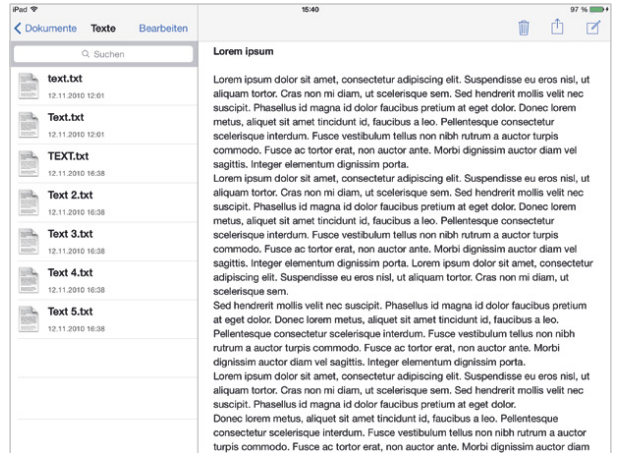 iPad 15:40 97 %
Dokumente Texte Bearbeiten
Suchen
text.txt
12.11.2010 12:01
Text.txt
12.11.2010 12:01
TEXT.txt
12.11.2010 16:38
Text 2.txt
12.11.2010 16:38
Text 3.txt
12.11.2010 16:38
Text 4.txt
12.11.2010 16:38
Text 5.txt
12.11.2010 16:38
Lorem ipsum
Lorem ipsum dolor sit amet, consectetur adipiscing elit. Suspendisse eu eros nisl, ut
aliquam tortor. Cras non mi diam, ut scelerisque sem. Sed hendrerit mollis velit nec
suscipit. Phasellus id magna id dolor faucibus pretium at eget dolor. Donec lorem
metus, aliquet sit amet tincidunt id, faucibus a leo. Pellentesque consectetur
scelerisque interdum. Fusce vestibulum tellus non nibh rutrum a auctor turpis
commodo. Fusce ac tortor erat, non auctor ante. Morbi dignissim auctor diam vel
sagittis. Integer elementum dignissim porta.
Lorem ipsum dolor sit amet, consectetur adipiscing elit. Suspendisse eu eros nisl, ut
aliquam tortor. Cras non mi diam, ut scelerisque sem. Sed hendrerit mollis velit nec
suscipit. Phasellus id magna id dolor faucibus pretium at eget dolor. Donec lorem
metus, aliquet sit amet tincidunt id, faucibus a leo. Pellentesque consectetur
scelerisque interdum. Fusce vestibulum tellus non nibh rutrum a auctor turpis
commodo. Fusce ac tortor erat, non auctor ante. Morbi dignissim auctor diam vel
sagittis. Integer elementum dignissim porta. Lorem ipsum dolor sit amet, consectetur
adipiscing elit. Suspendisse eu eros nisl, ut aliquam tortor. Cras non mi diam, ut
scelerisque sem.
Sed hendrerit mollis velit nec suscipit. Phasellus id magna id dolor faucibus pretium
at eget dolor. Donec lorem metus, aliquet sit amet tincidunt id, faucibus a leo.
Pellentesque consectetur scelerisque interdum. Fusce vestibulum tellus non nibh
rutrum a auctor turpis commodo. Fusce ac tortor erat, non auctor ante. Morbi
dignissim auctor diam vel sagittis. Integer elementum dignissim porta.
Lorem ipsum dolor sit amet, consectetur adipiscing elit. Suspendisse eu eros nisl, ut
aliquam tortor. Cras non mi diam, ut scelerisque sem. Sed hendrerit mollis velit nec
suscipit. Phasellus id magna id dolor faucibus pretium at eget dolor.
Donec lorem metus, aliquet sit amet tincidunt id, faucibus a leo. Pellentesque
consectetur scelerisque interdum. Fusce vestibulum tellus non nibh rutrum a auctor
turpis commodo. Fusce ac tortor erat, non auctor ante. Morbi dignissim auctor diam